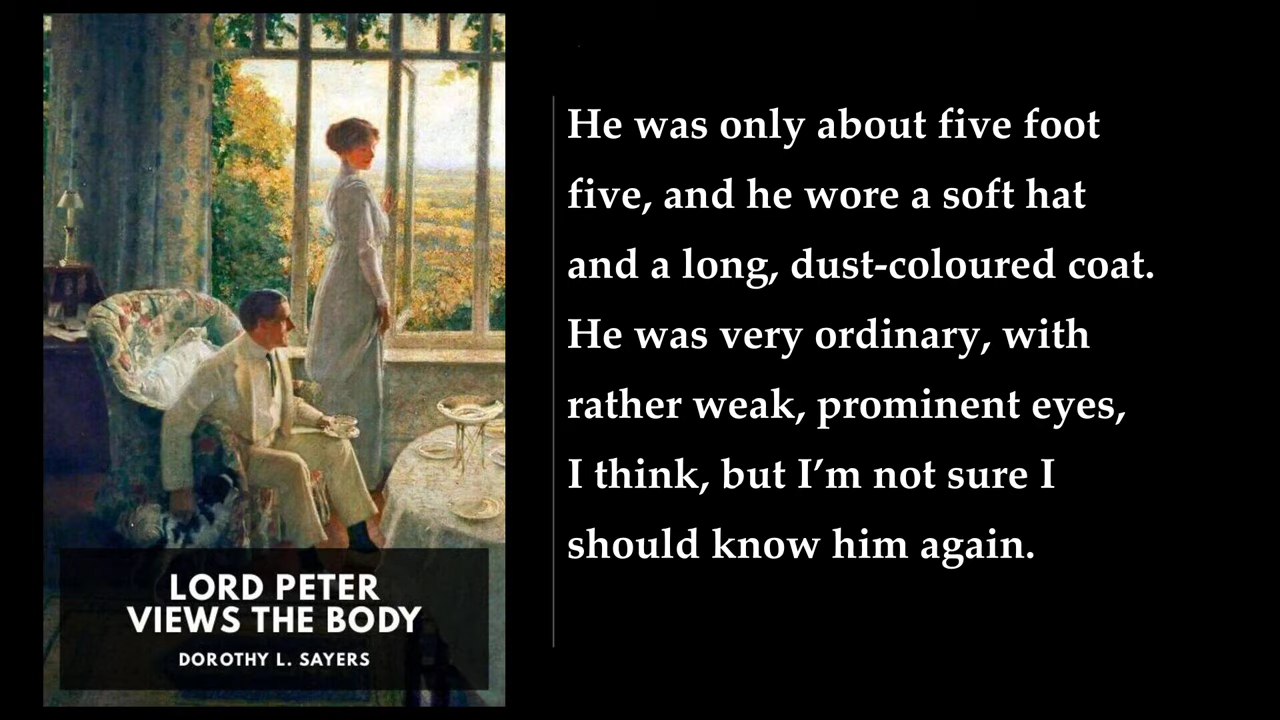 LORD PETER
VIEWS THE BODY
DOROTHY L. SAYERS
He was only about five foot
five, and he wore a soft hat
and a long, dust-coloured coat.
He was very ordinary, with
rather weak, prominent eyes,
I think, but I’m not sure I
should know him again.